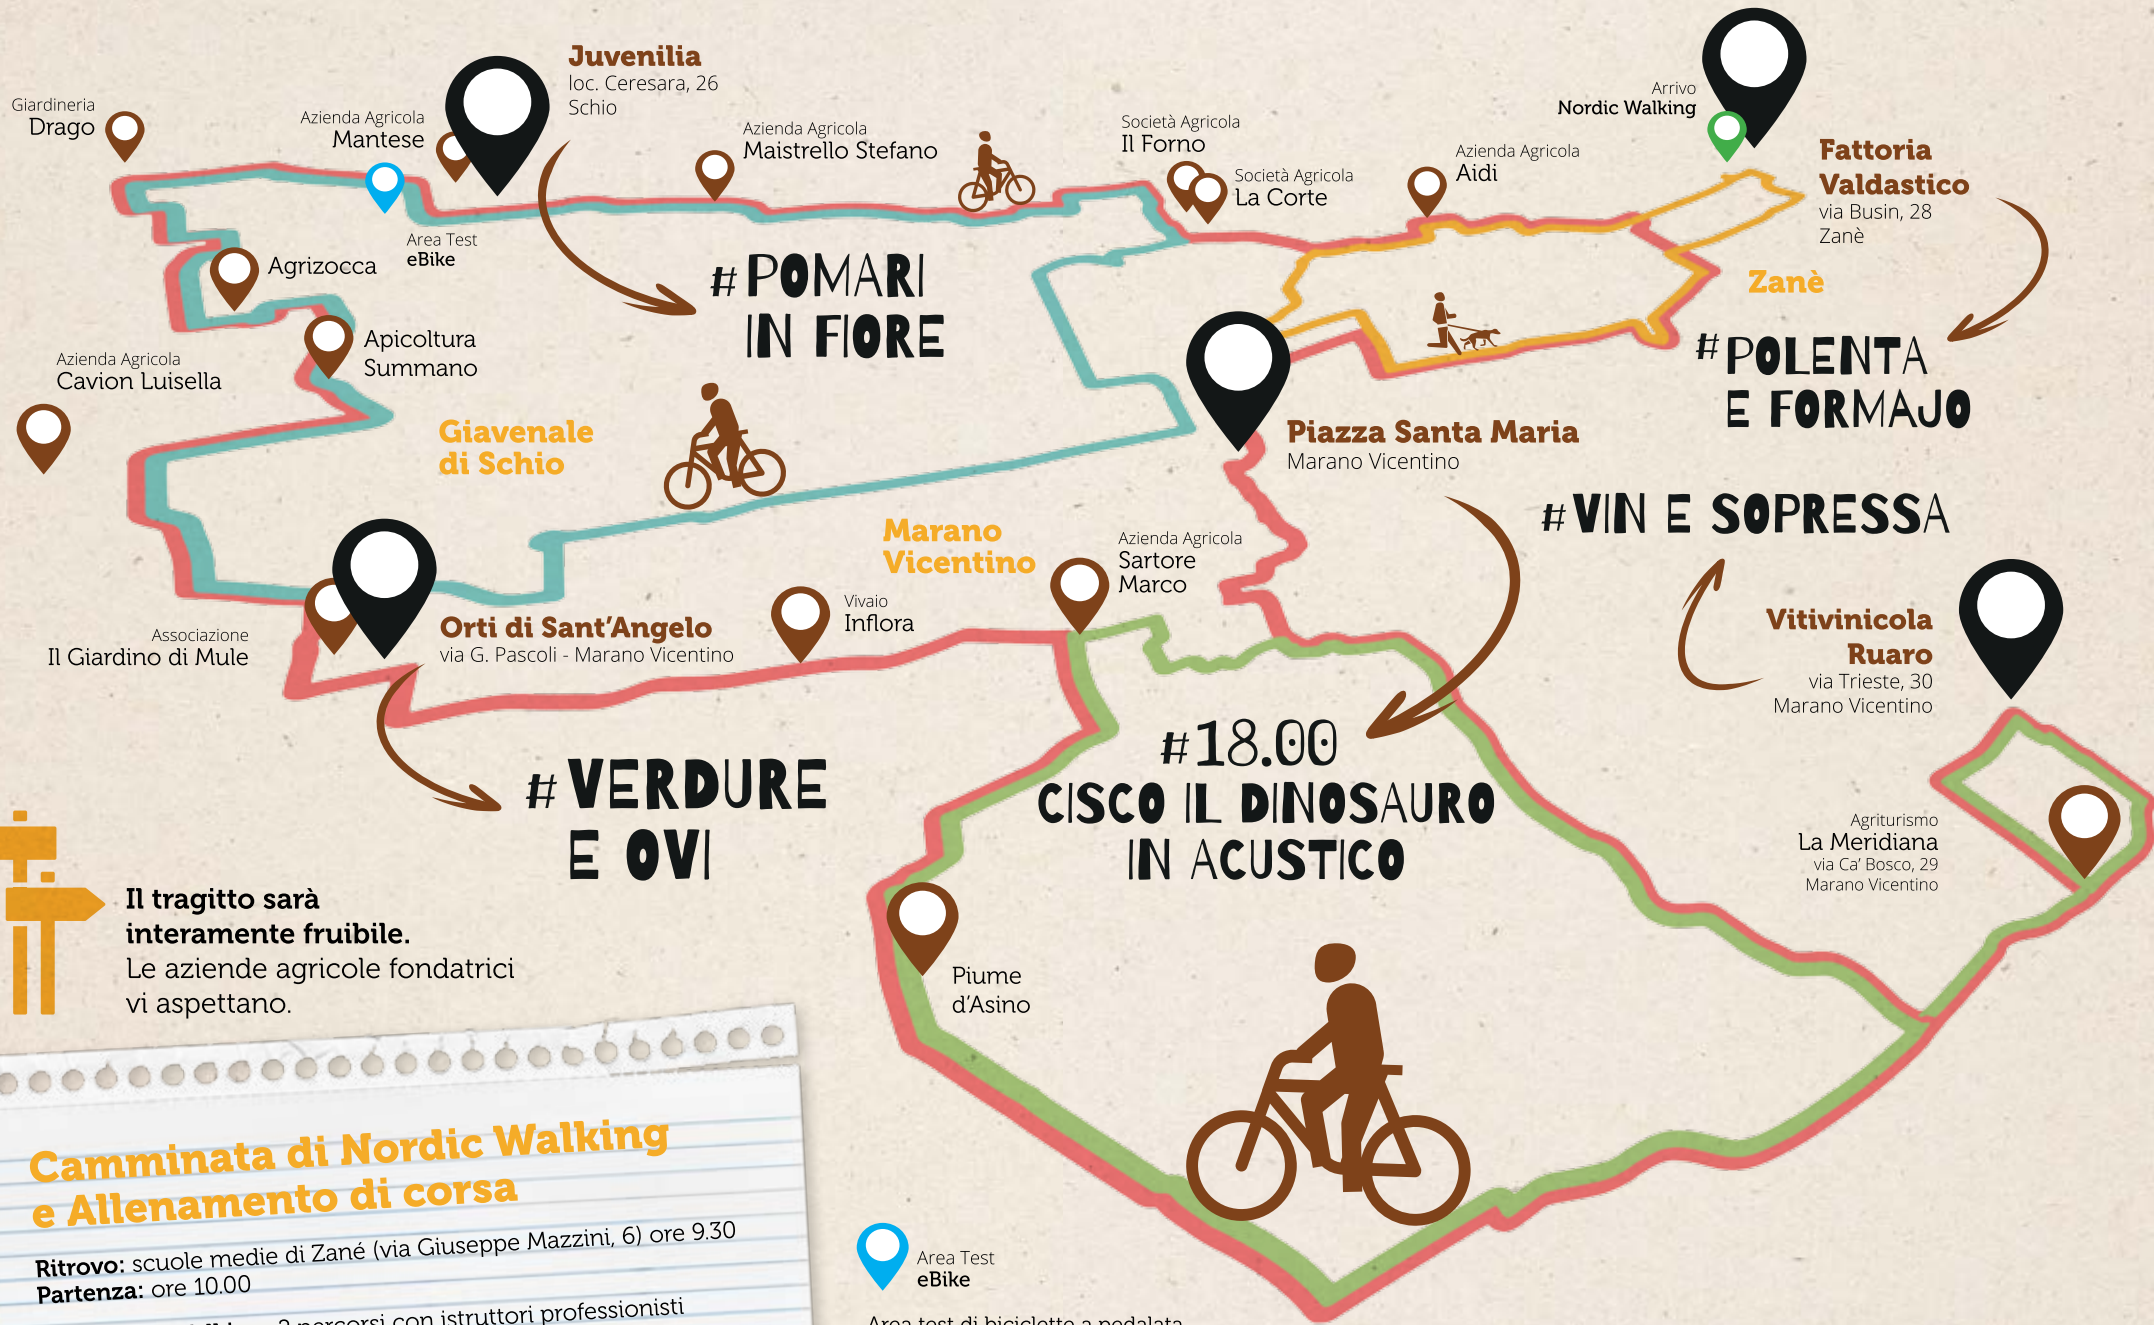 Juvenilia
loc. Ceresara, 26
Schio
Giardineria
Drago
Azienda Agricola
Mantese
Area Test
eBike
Azienda Agricola
Maistrello Stefano
Società Agricola
Il Forno
Società Agricola
La Corte
Azienda Agricola
Aidi
Arrivo
Nordic Walking
Fattoria
Valdastico
via Busin, 28
Zanè
Zanè
Agrizocca
Apicoltura
Summano
Azienda Agricola
Cavion Luisella
#POMARI
IN FIORE
#POLENTA
E FORMAJO
Giavenale
di Schio
Piazza Santa Maria
Marano Vicentino
#VIN E SOPRESSA
Marano
Vicentino
Azienda Agricola
Sartore
Marco
Vivaio
Inflora
Associazione
Il Giardino di Mule
Orti di Sant'Angelo
via G. Pascoli - Marano Vicentino
Vitivinicola
Ruaro
via Trieste, 30
Marano Vicentino
#VERDURE
E OVI
#18.00
CISCO IL DINOSAURO
IN ACUSTICO
Agriturismo
La Meridiana
via Ca' Bosco, 29
Marano Vicentino
Il tragitto sarà
interamente fruibile.
Le aziende agricole fondatrici
vi aspettano.
Piume
d'Asino
Camminata di Nordic Walking
e Allenamento di corsa
Ritrovo: scuole medie di Zané (via Giuseppe Mazzini, 6) ore 9.30
Partenza: ore 10.00
percorsi con istruttori professionisti
Area Test
eBike
Area test di biciclette a pedalata